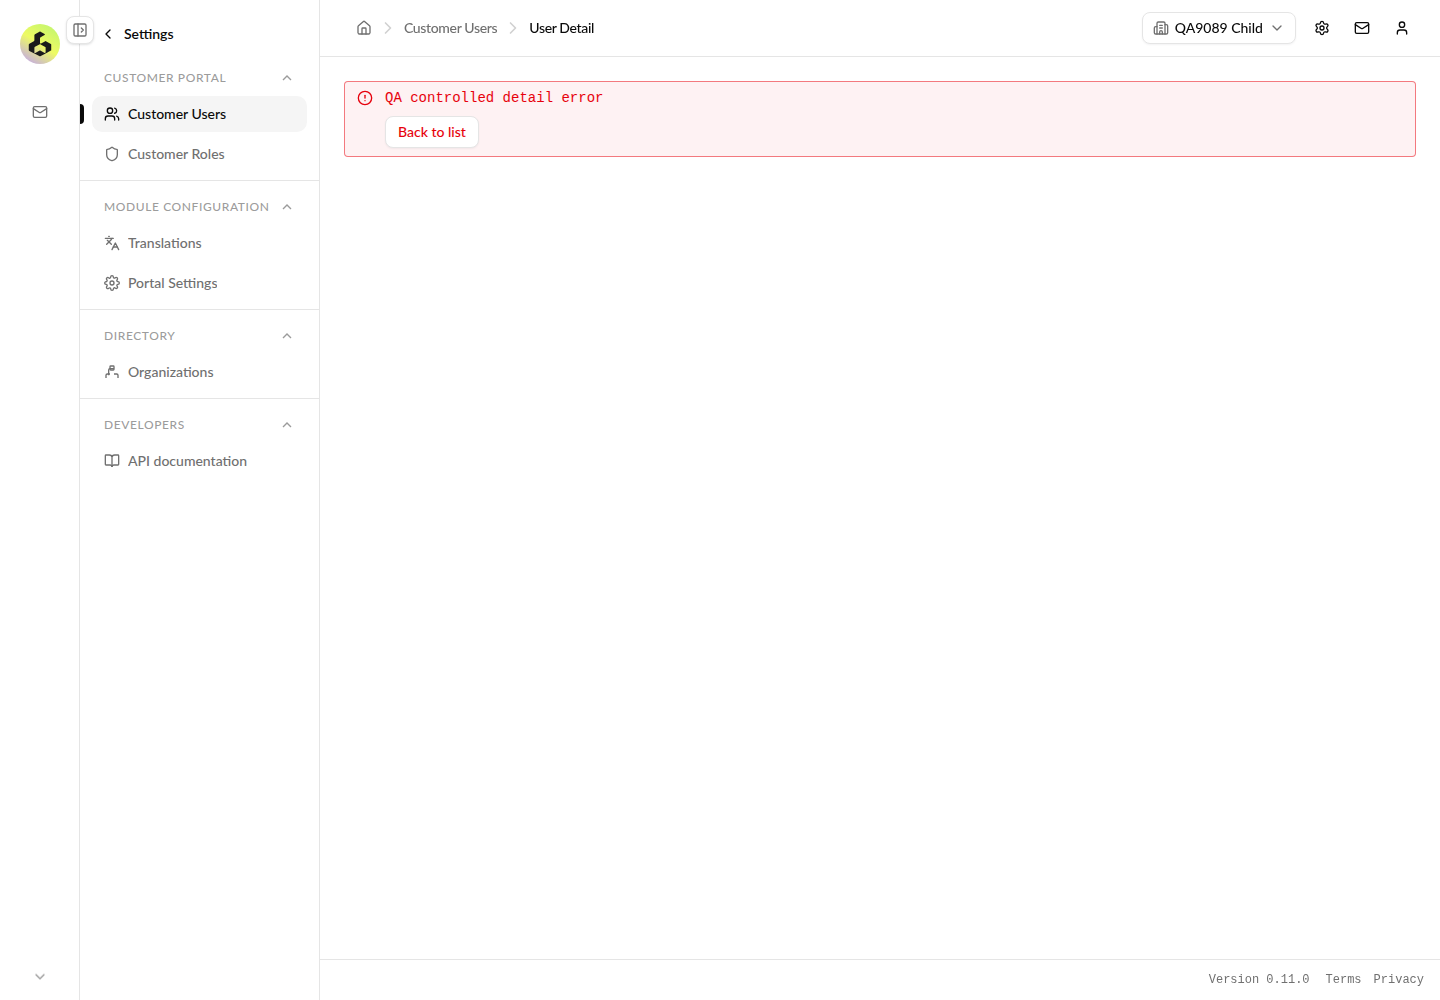 Settings
CUSTOMER PORTAL
Customer Users
Customer Roles
MODULE CONFIGURATION
Translations
Portal Settings
DIRECTORY
Organizations
DEVELOPERS
API documentation
Customer Users
User Detail
QA9089 Child
QA controlled detail error
Back to list
Version 0.11.0
Terms
Privacy